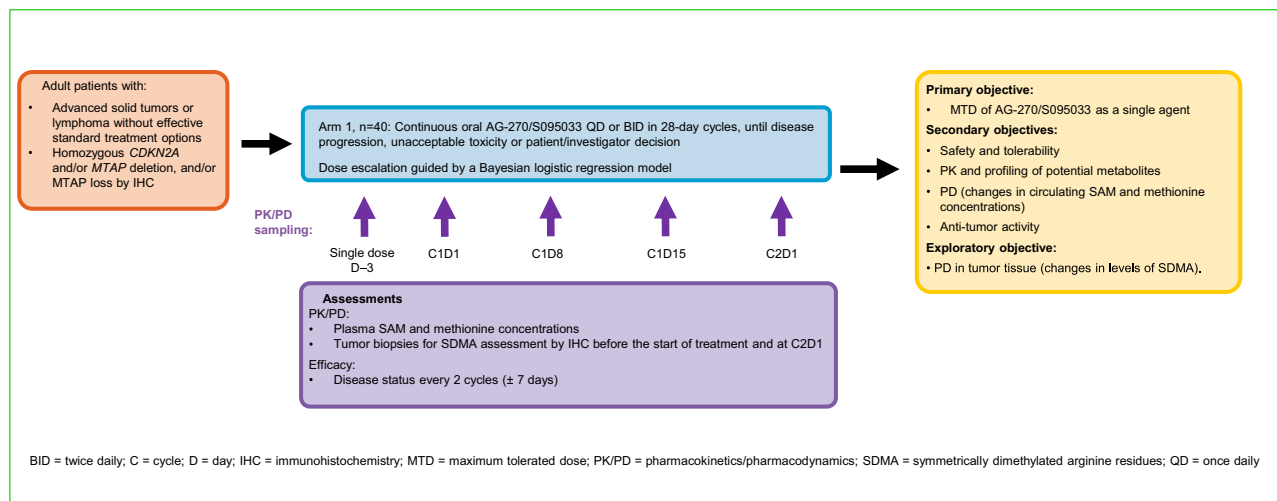 Adult patients with:
• Advanced solid tumors or
lymphoma without effective
standard treatment options
• Homozygous CDKN2A
and/or MTAP deletion, and/or
MTAP loss by IHC
Arm 1, n=40: Continuous oral AG-270/S095033 QD or BID in 28-day cycles, until disease
progression, unacceptable toxicity or patient/investigator decision
Dose escalation guided by a Bayesian logistic regression model
PK/PD
sampling:
Single dose
D–3
C1D1
C1D8
C1D15
C2D1
Assessments
PK/PD:
• Plasma SAM and methionine concentrations
• Tumor biopsies for SDMA assessment by IHC before the start of treatment and at C2D1
Efficacy:
• Disease status every 2 cycles (± 7 days)
Primary objective:
• MTD of AG-270/S095033 as a single agent
Secondary objectives:
• Safety and tolerability
• PK and profiling of potential metabolites
• PD (changes in circulating SAM and methionine
concentrations)
• Anti-tumor activity
Exploratory objective:
• PD in tumor tissue (changes in levels of SDMA).
BID = twice daily; C = cycle; D = day; IHC = immunohistochemistry; MTD = maximum tolerated dose; PK/PD = pharmacokinetics/pharmacodynamics; SDMA = symmetrically dimethylated arginine residues; QD = once daily